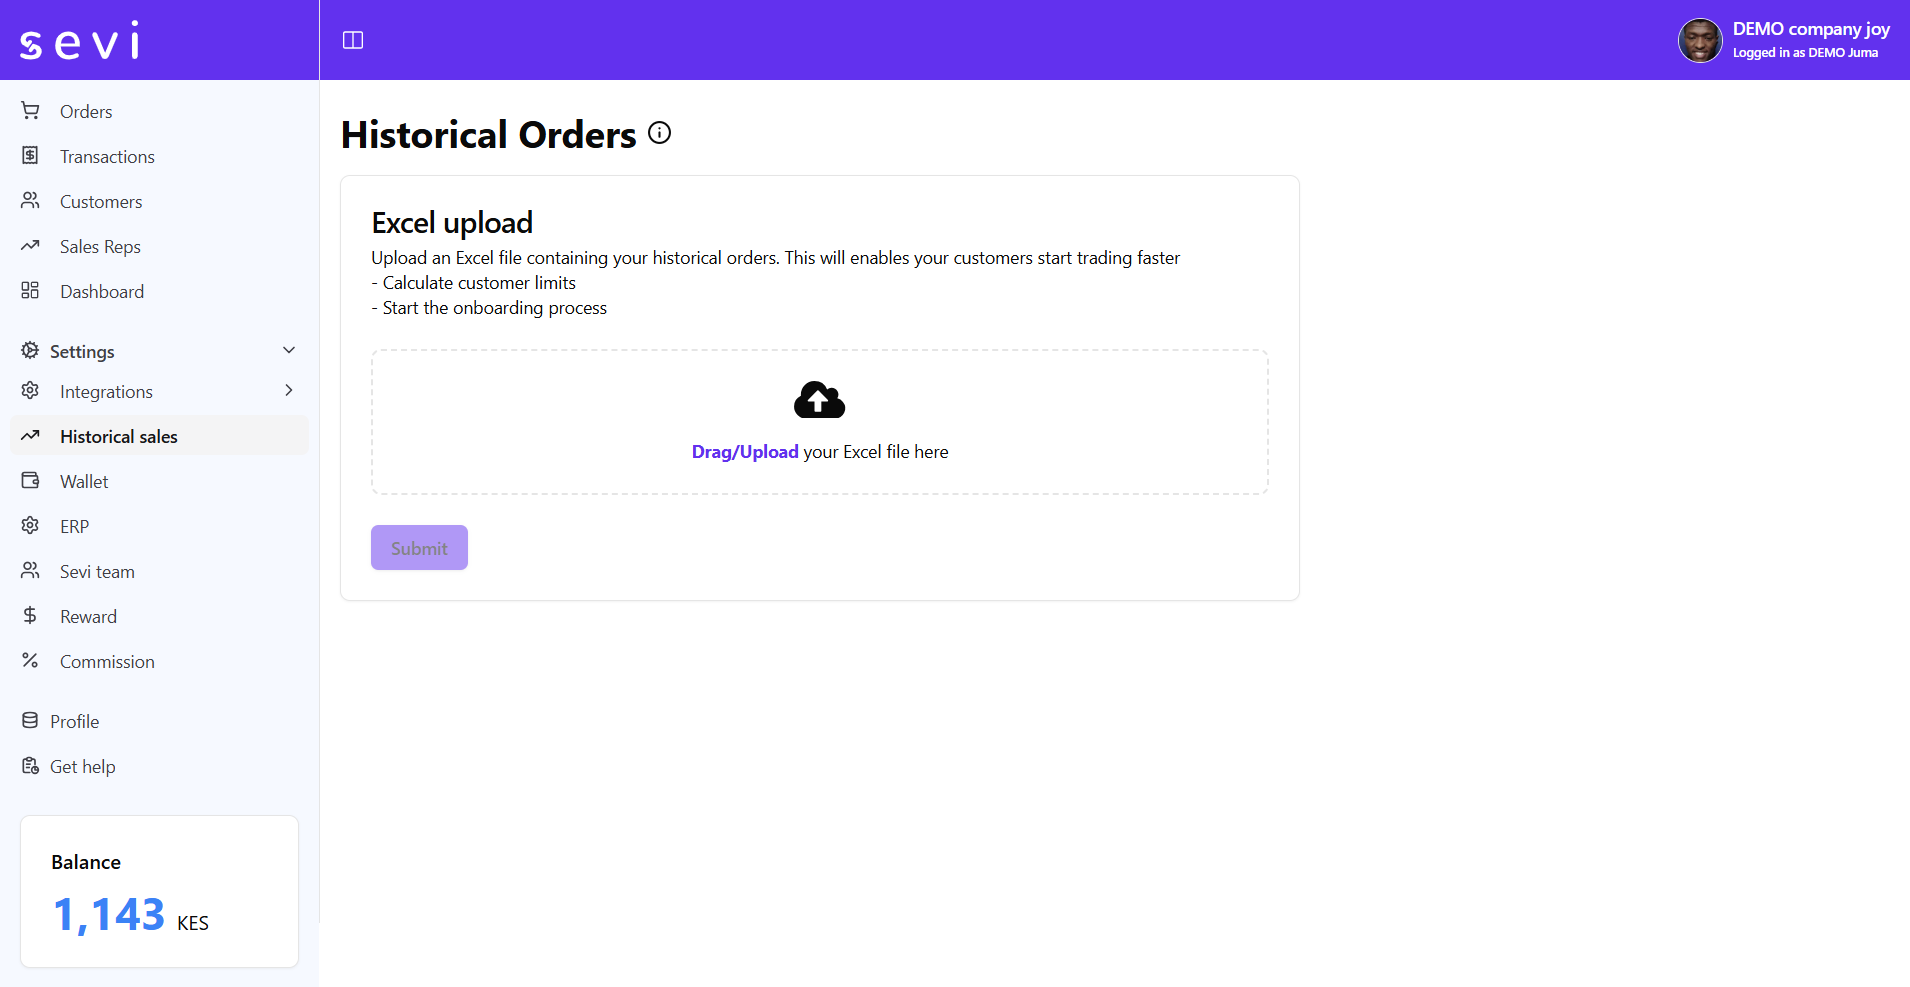 sevi
DEMO company joy
Logged in as DEMO Juma
Orders
Transactions
Customers
Sales Reps
Dashboard
Settings
Integrations
Historical sales
Wallet
ERP
Sevi team
Reward
Commission
Profile
Get help
Balance
1,143 KES
Historical Orders
Excel upload
Upload an Excel file containing your historical orders. This will enables your customers start trading faster
- Calculate customer limits
- Start the onboarding process
Drag/Upload your Excel file here
Submit